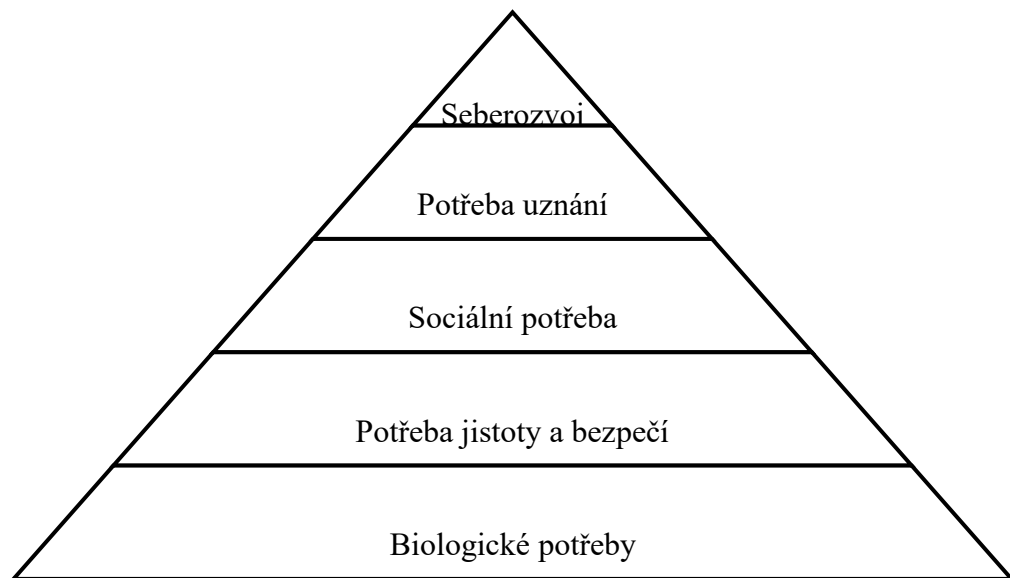 Seberozvoj
Potřeba uznání
Sociální potřeba
Potřeba jistoty a bezpečí
Biologické potřeby